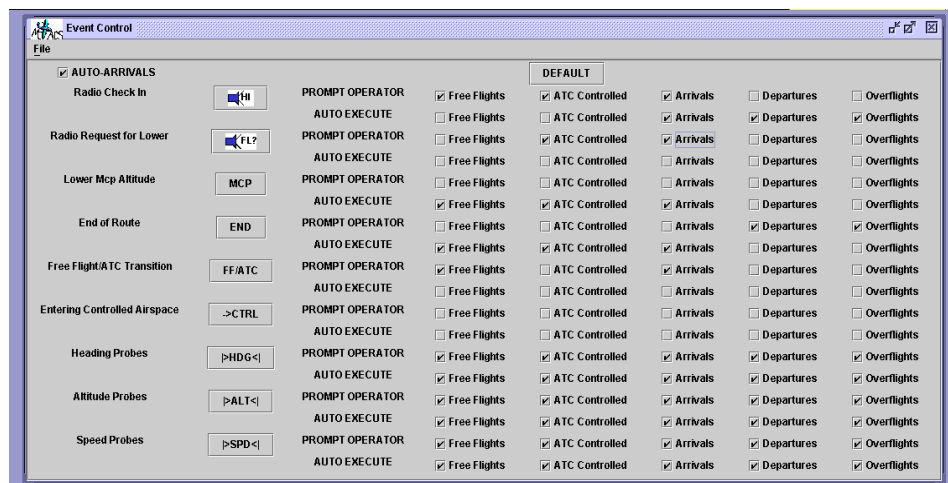 MACS Event Control
File
AUTO-ARRIVALS DEFAULT
Radio Check In HI PROMPT OPERATOR Free Flights ATC Controlled Arrivals Departures Overflights
AUTO EXECUTE Free Flights ATC Controlled Arrivals Departures Overflights
Radio Request for Lower FL? PROMPT OPERATOR Free Flights ATC Controlled Arrivals Departures Overflights
AUTO EXECUTE Free Flights ATC Controlled Arrivals Departures Overflights
Lower Mcp Altitude MCP PROMPT OPERATOR Free Flights ATC Controlled Arrivals Departures Overflights
AUTO EXECUTE Free Flights ATC Controlled Arrivals Departures Overflights
End of Route END PROMPT OPERATOR Free Flights ATC Controlled Arrivals Departures Overflights
AUTO EXECUTE Free Flights ATC Controlled Arrivals Departures Overflights
Free Flight/ATC Transition FF/ATC PROMPT OPERATOR Free Flights ATC Controlled Arrivals Departures Overflights
AUTO EXECUTE Free Flights ATC Controlled Arrivals Departures Overflights
Entering Controlled Airspace ->CTRL PROMPT OPERATOR Free Flights ATC Controlled Arrivals Departures Overflights
AUTO EXECUTE Free Flights ATC Controlled Arrivals Departures Overflights
Heading Probes |>HDG<| PROMPT OPERATOR Free Flights ATC Controlled Arrivals Departures Overflights
AUTO EXECUTE Free Flights ATC Controlled Arrivals Departures Overflights
Altitude Probes |>ALT<| PROMPT OPERATOR Free Flights ATC Controlled Arrivals Departures Overflights
AUTO EXECUTE Free Flights ATC Controlled Arrivals Departures Overflights
Speed Probes |>SPD<| PROMPT OPERATOR Free Flights ATC Controlled Arrivals Departures Overflights
AUTO EXECUTE Free Flights ATC Controlled Arrivals Departures Overflights